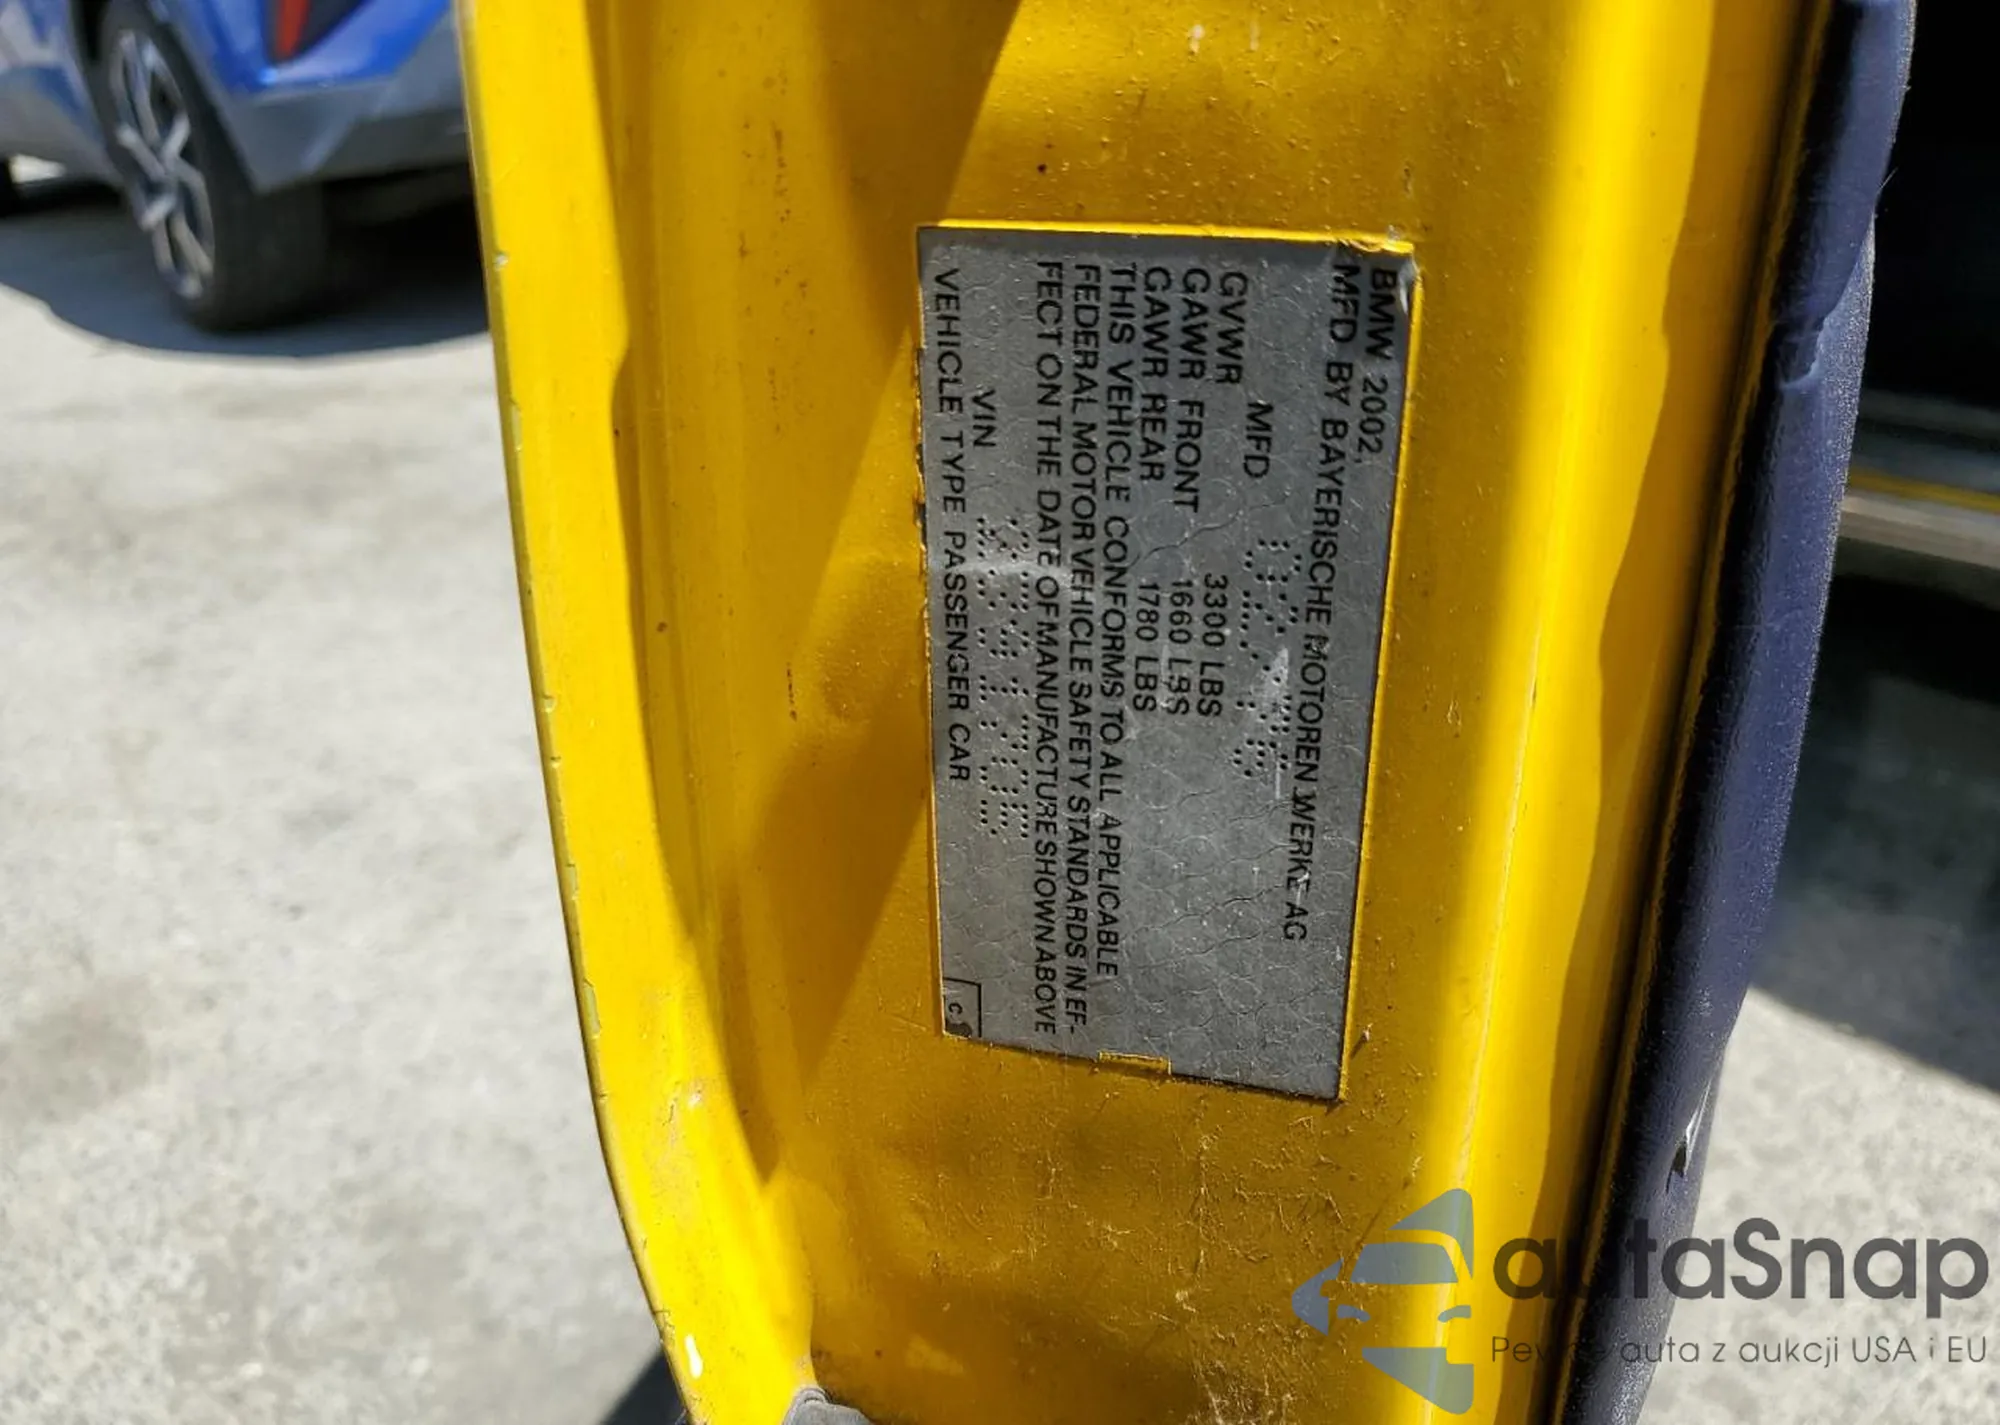 BMW 2002
MFD BY BAYERISCHE MOTOREN WERKE AG
MFD
GVWR 3300 LBS
GAWR FRONT 1660 LBS
GAWR REAR 1780 LBS
THIS VEHICLE CONFORMS TO ALL APPLICABLE
FEDERAL MOTOR VEHICLE SAFETY STANDARDS IN EF-
FECT ON THE DATE OF MANUFACTURE SHOWN ABOVE
VIN
VEHICLE TYPE PASSENGER CAR
c.
autaSnap
Pewne auta z aukcji USA i EU